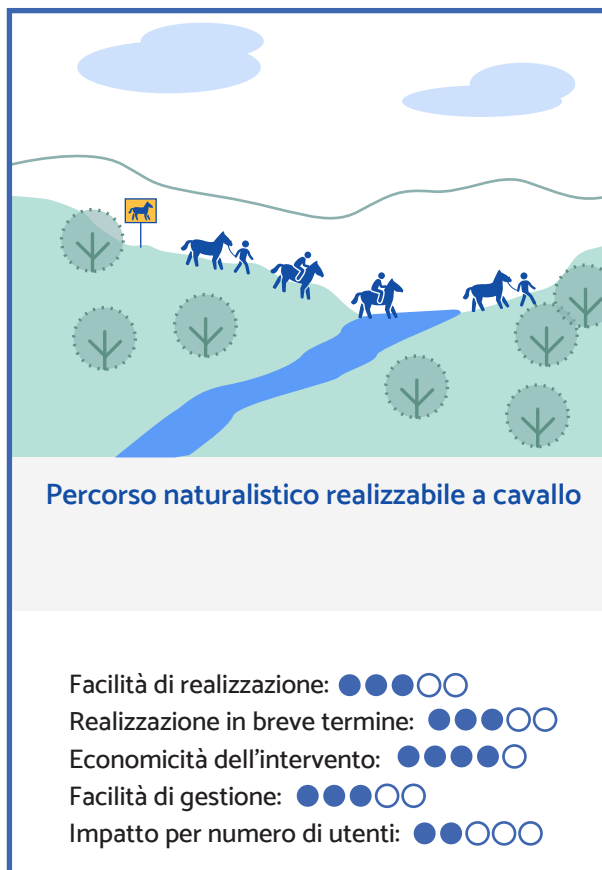 Percorso naturalistico realizzabile a cavallo
Facilità di realizzazione:
Realizzazione in breve termine:
Economicità dell'intervento:
Facilità di gestione:
Impatto per numero di utenti: